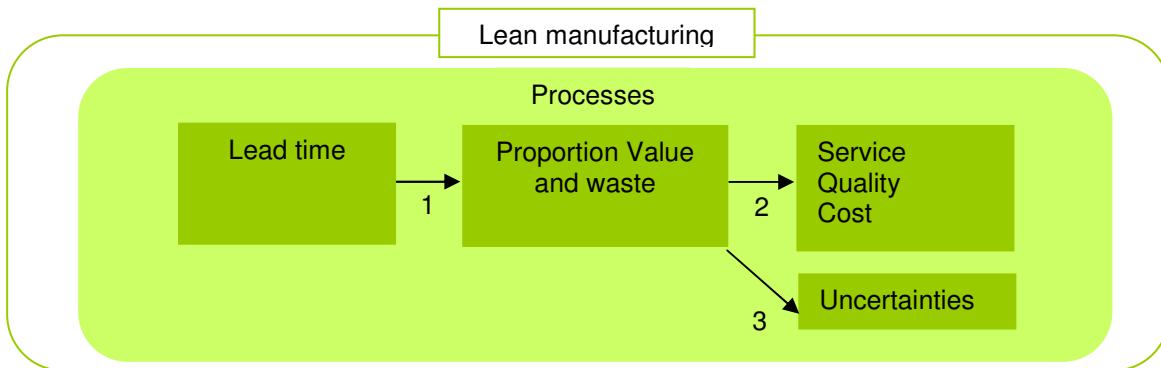 Lean manufacturing
Processes
Lead time
Proportion Value
and waste
Service
Quality
Cost
1
2
Uncertainties
3